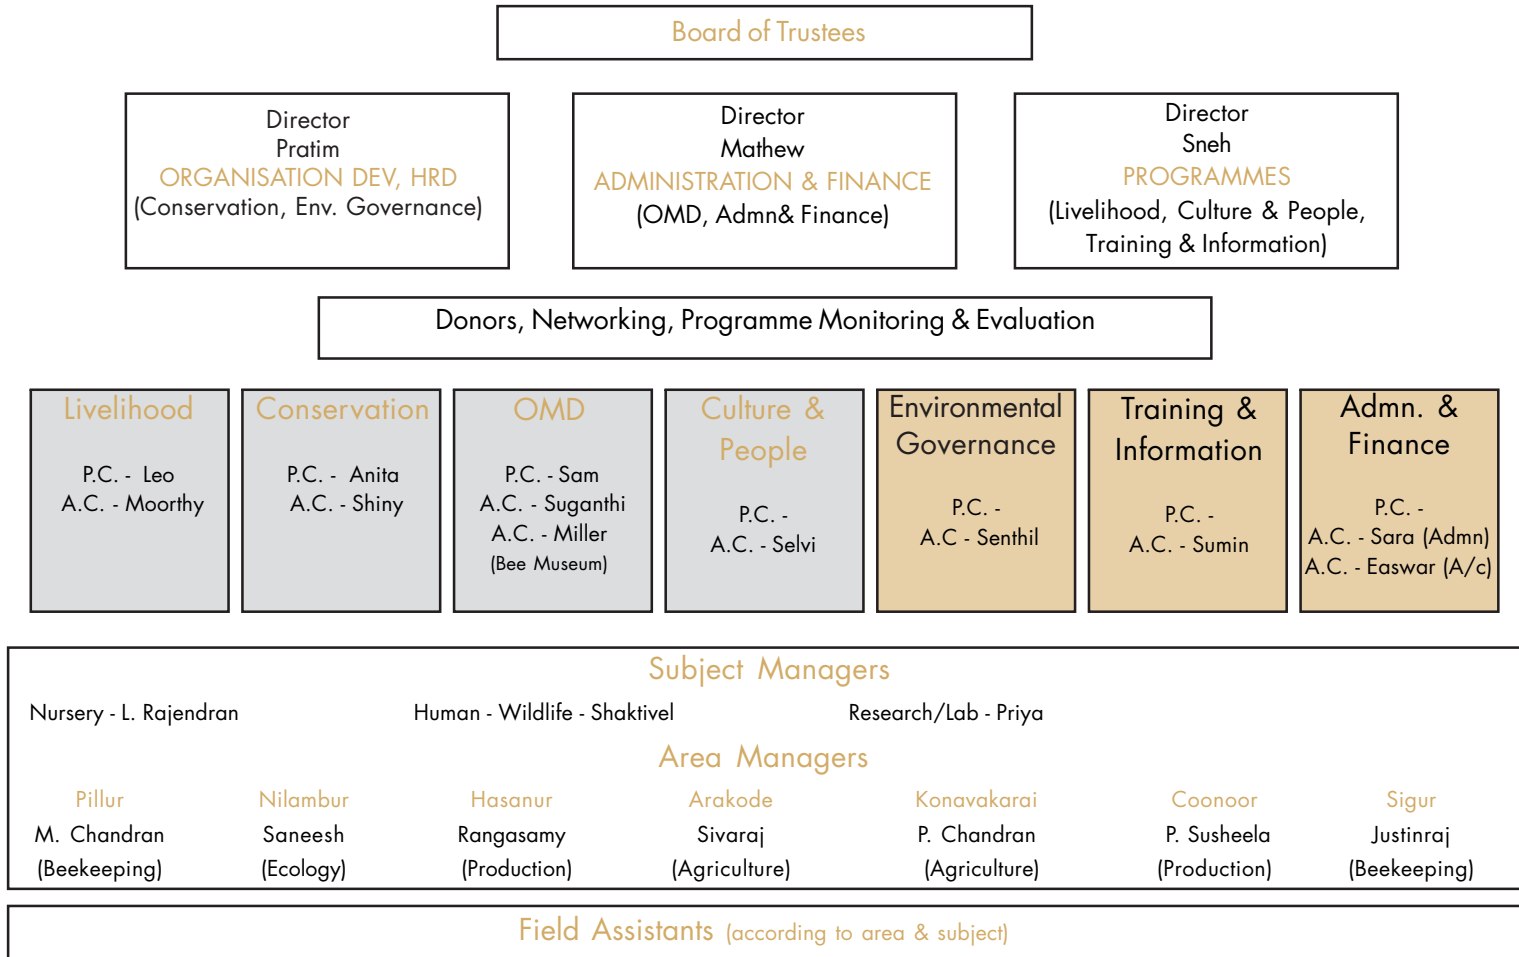 Board of Trustees
Director
Pratim
ORGANISATION DEV, HRD
(Conservation, Env. Governance)
Director
Mathew
ADMINISTRATION & FINANCE
(OMD, Admn& Finance)
Director
Sneh
PROGRAMMES
(Livelihood, Culture & People,
Training & Information)
Donors, Networking, Programme Monitoring & Evaluation
Livelihood
P.C. - Leo
A.C. - Moorthy
Conservation
P.C. - Anita
A.C. - Shiny
OMD
P.C. - Sam
A.C. - Suganthi
A.C. - Miller
(Bee Museum)
Culture &
People
P.C. -
A.C. - Selvi
Environmental
Governance
P.C. -
A.C - Senthil
Training &
Information
P.C. -
A.C. - Sumin
Admn. &
Finance
P.C. -
A.C. - Sara (Admn)
A.C. - Easwar (A/c)
Subject Managers
Nursery - L. Rajendran
Human - Wildlife - Shaktivel
Research/Lab - Priya
Area Managers
Pillur
M. Chandran
(Beekeeping)
Nilambur
Saneesh
(Ecology)
Hasanur
Rangasamy
(Production)
Arakode
Sivaraj
(Agriculture)
Konavakarai
P. Chandran
(Agriculture)
Coonoor
P. Susheela
(Production)
Sigur
Justinraj
(Beekeeping)
Field Assistants (according to area & subject)